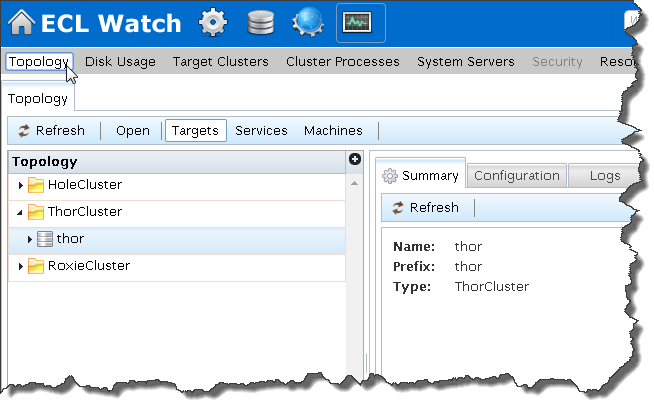 ECL Watch
Topology Disk Usage Target Clusters Cluster Processes System Servers Security
Topology
Refresh Open Targets Services Machines
Topology
HoleCluster
ThorCluster
thor
RoxieCluster
Summary Configuration Logs
Refresh
Name: thor
Prefix: thor
Type: ThorCluster